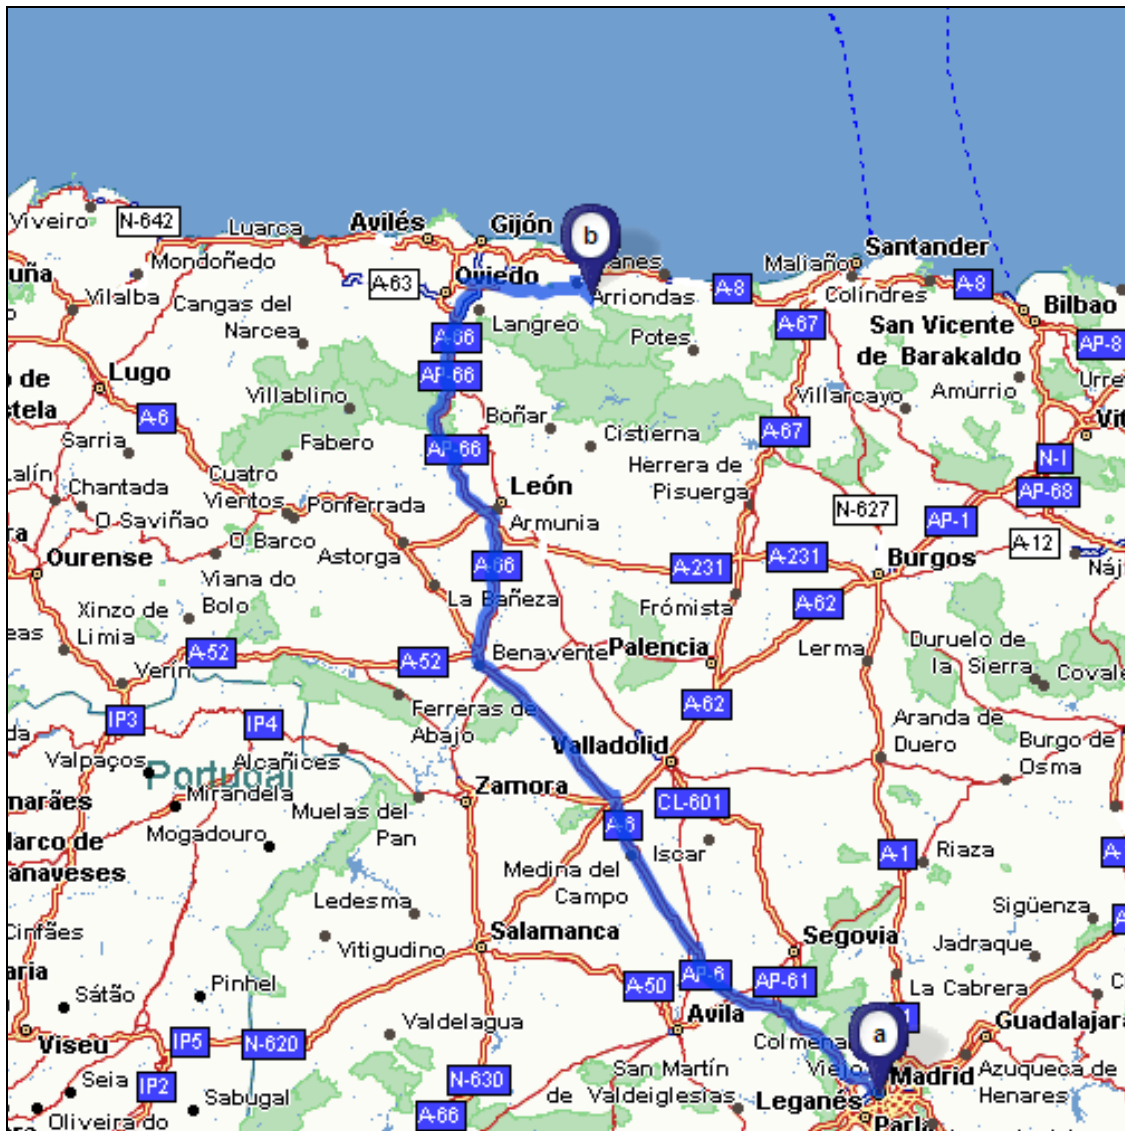 b
Viveiro
N-642
Luarca
Avilés
Gijón
Santander
Maliaño
Mondoñedo
A-63
Oviedo
Arriondas
A-8
Colindres
A-8
Bilbao
Vilalba
Cangas del
Narcea
Langreo
A-66
Potes
A-67
San Vicente
de Barakaldo
AP-8
Lugo
AP-66
Villablino
Amurrio
Villarcayo
A-6
Boñar
Sarria
Fabero
AP-66
Cistierna
A-67
N-I
Herrera de
Pisuerga
Cuatro
Vientos
Chantada
Ponferrada
León
AP-68
O Saviñao
Armunia
N-627
AP-1
A-12
O Barco
Astorga
Ourense
A-66
A-231
A-231
Burgos
Viana do
Bolo
La Bañeza
Frómista
A-62
Xinzo de
Limia
A-52
A-52
Benavente
Palencia
Lerma
Duruelo de
la Sierra
Verín
Ferreras de
Abajo
A-62
IP3
IP4
Aranda de
Duero
Burgo de
Osma
Valpaços
Alcañices
Portugal
Valladolid
Mirandela
Zamora
CL-601
Muelas del
Pan
A-6
Mogadouro
Iscar
A-1
Riaza
Medina del
Campo
Ledesma
Sigüenza
Salamanca
Segovia
Vitigudino
Jadraque
AP-6
AP-61
A-50
Pinhel
Sátão
La Cabrera
Avila
Valdelagua
a
Guadalajara
Viseu
IP5
N-620
Colmenar
Viejo
San Martín
de Valdeiglesias
Madrid
Azuqueca de
Henares
Seia
IP2
N-630
Leganés
Sabugal
A-66
Parla
Oliveira do